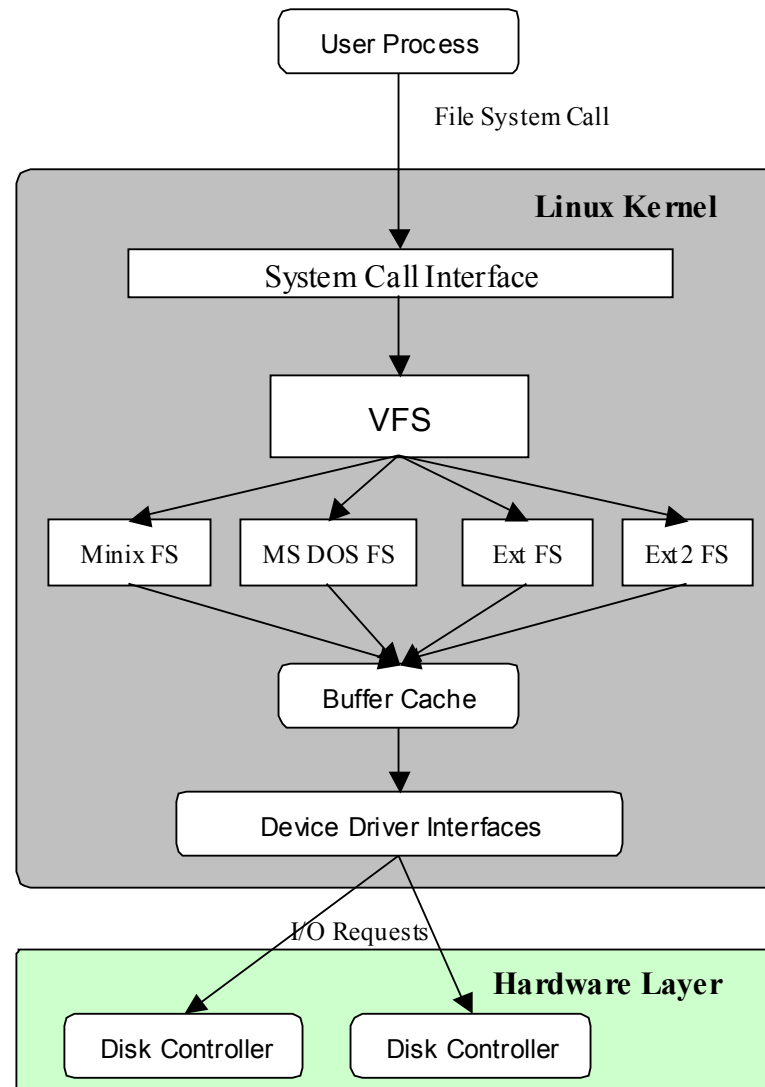 User Process
File System Call
Linux Kernel
System Call Interface
VFS
Minix FS
MS DOS FS
Ext FS
Ext2 FS
Buffer Cache
Device Driver Interfaces
I/O Requests
Hardware Layer
Disk Controller
Disk Controller